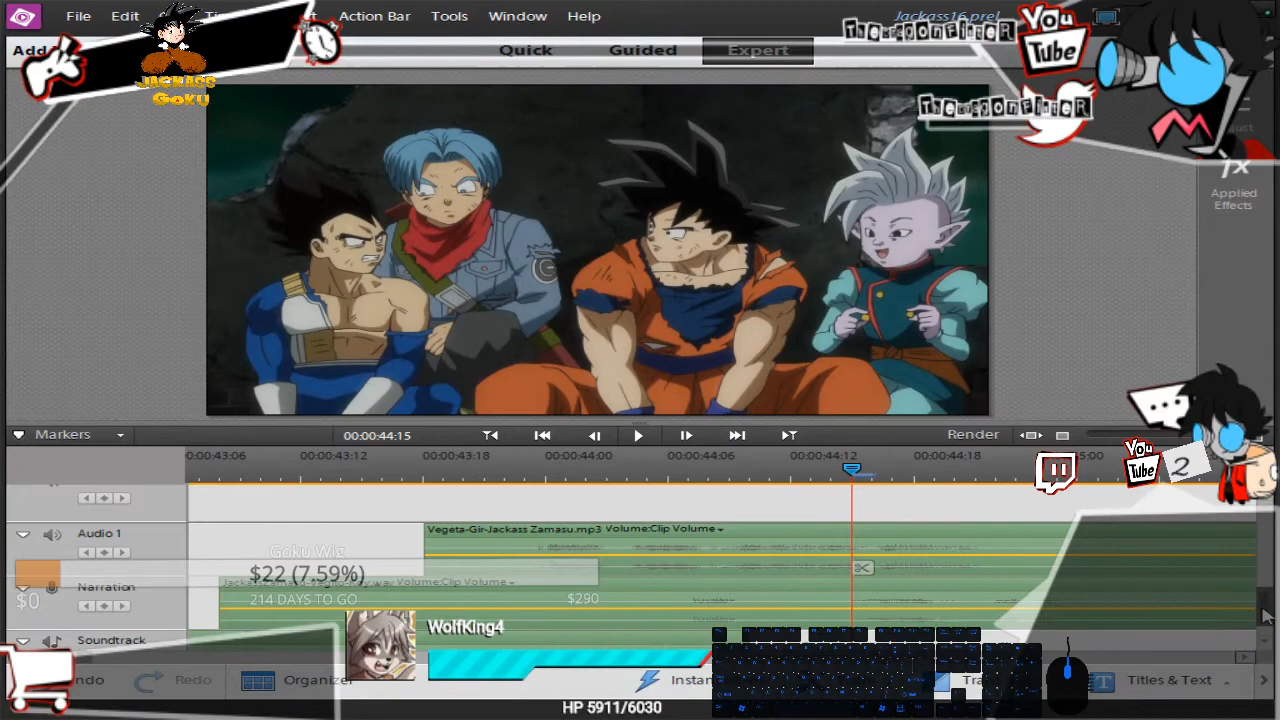 File Edit
Action Bar Tools Window Help
Jackass16.prel
Add
Quick Guided Expert
JACKASS
GOKU
TheDragonFister
You
Tube
TheDragonFister
Applied
Effects
Markers
00:00:44:15
Render
0:00:43:06 00:00:43:12 00:00:43:18 00:00:44:00 00:00:44:06 00:00:44:12 00:00:44:18
You
Tube
2
Audio 1
Vegeta-Gir-Jackass Zamasu.mp3 Volume:Clip Volume
Goku Wig
$22 (7.59%)
Narration
$0
214 DAYS TO GO
$290
Soundtrack
WolfKing4
Redo
Organizer
Titles & Text
HP 5911/6030